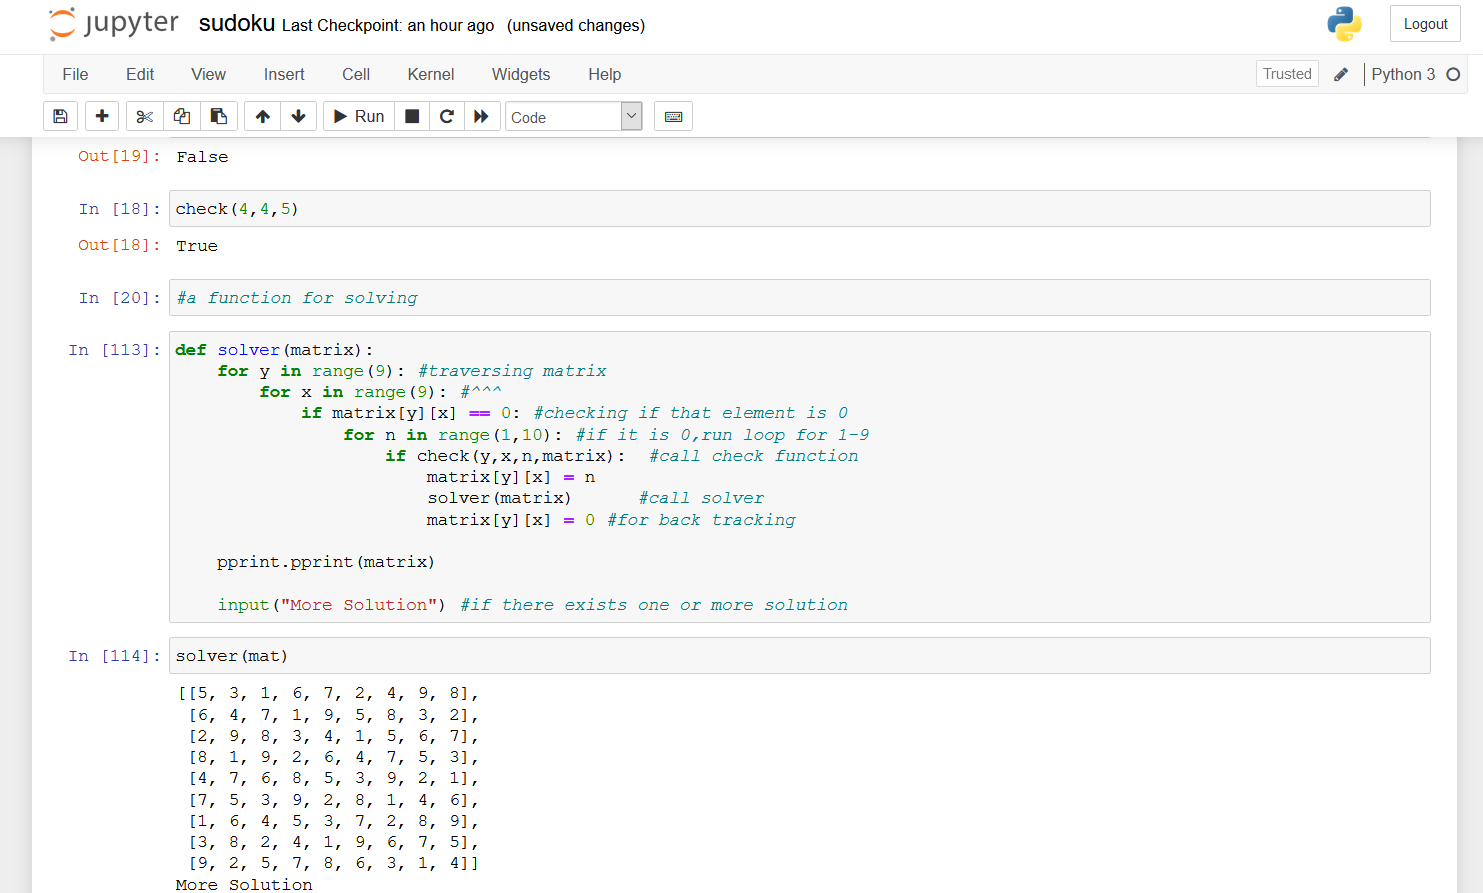 jupyter sudoku Last Checkpoint: an hour ago (unsaved changes)
Logout
File Edit View Insert Cell Kernel Widgets Help
Trusted Python 3
Run Code
Out[19]: False
In [18]: check(4,4,5)
Out[18]: True
In [20]: #a function for solving
In [113]: def solver(matrix):
    for y in range(9): #traversing matrix
        for x in range(9): #^^^
            if matrix[y][x] == 0: #checking if that element is 0
                for n in range(1,10): #if it is 0,run loop for 1-9
                    if check(y,x,n,matrix):  #call check function
                        matrix[y][x] = n
                        solver(matrix)      #call solver
                        matrix[y][x] = 0 #for back tracking
    pprint.pprint(matrix)
    input("More Solution") #if there exists one or more solution
In [114]: solver(mat)
[[5, 3, 1, 6, 7, 2, 4, 9, 8],
 [6, 4, 7, 1, 9, 5, 8, 3, 2],
 [2, 9, 8, 3, 4, 1, 5, 6, 7],
 [8, 1, 9, 2, 6, 4, 7, 5, 3],
 [4, 7, 6, 8, 5, 3, 9, 2, 1],
 [7, 5, 3, 9, 2, 8, 1, 4, 6],
 [1, 6, 4, 5, 3, 7, 2, 8, 9],
 [3, 8, 2, 4, 1, 9, 6, 7, 5],
 [9, 2, 5, 7, 8, 6, 3, 1, 4]]
More Solution